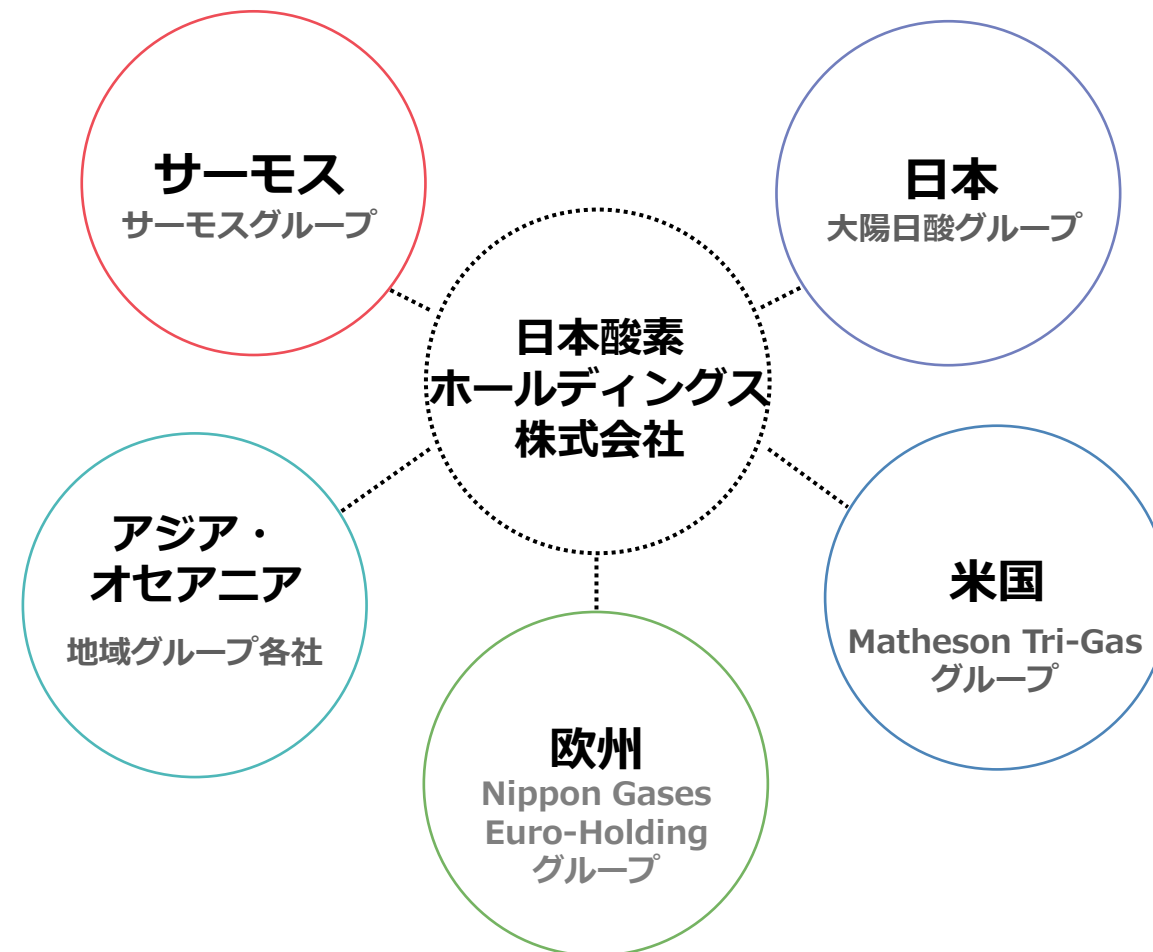 サーモス
サーモスグループ
日本
大陽日酸グループ
日本酸素
ホールディングス
株式会社
アジア・
オセアニア
地域グループ各社
米国
Matheson Tri-Gas
グループ
欧州
Nippon Gases
Euro-Holding
グループ